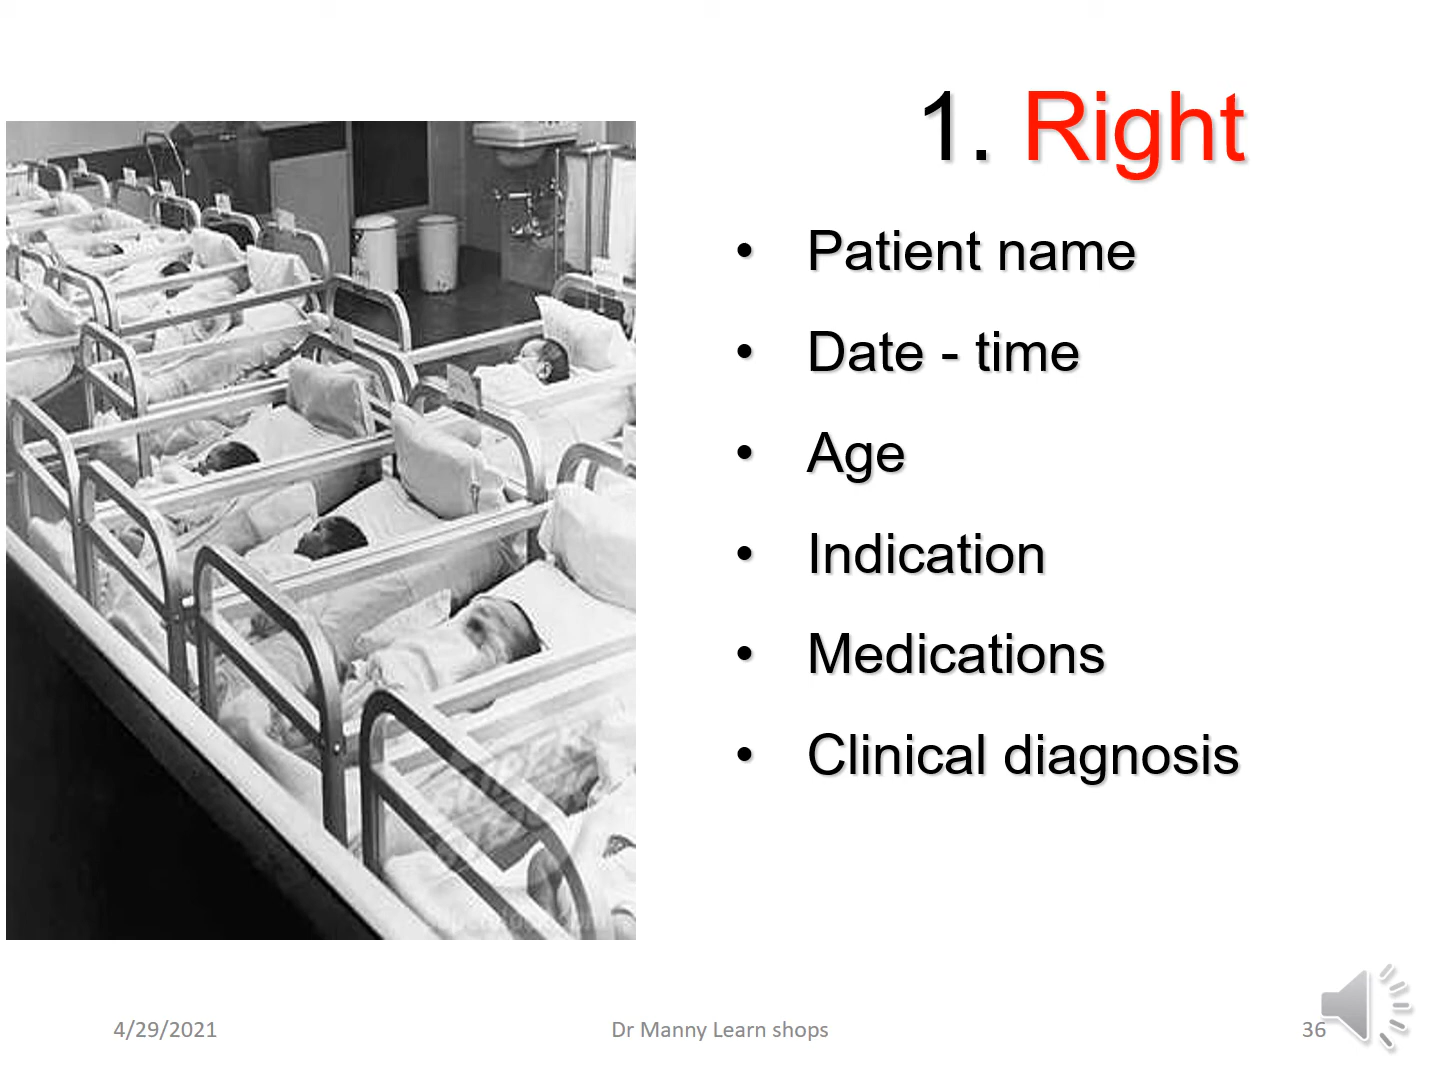 1. Right
• Patient name
• Date - time
• Age
• Indication
• Medications
• Clinical diagnosis
4/29/2021
Dr Manny Learn shops
36